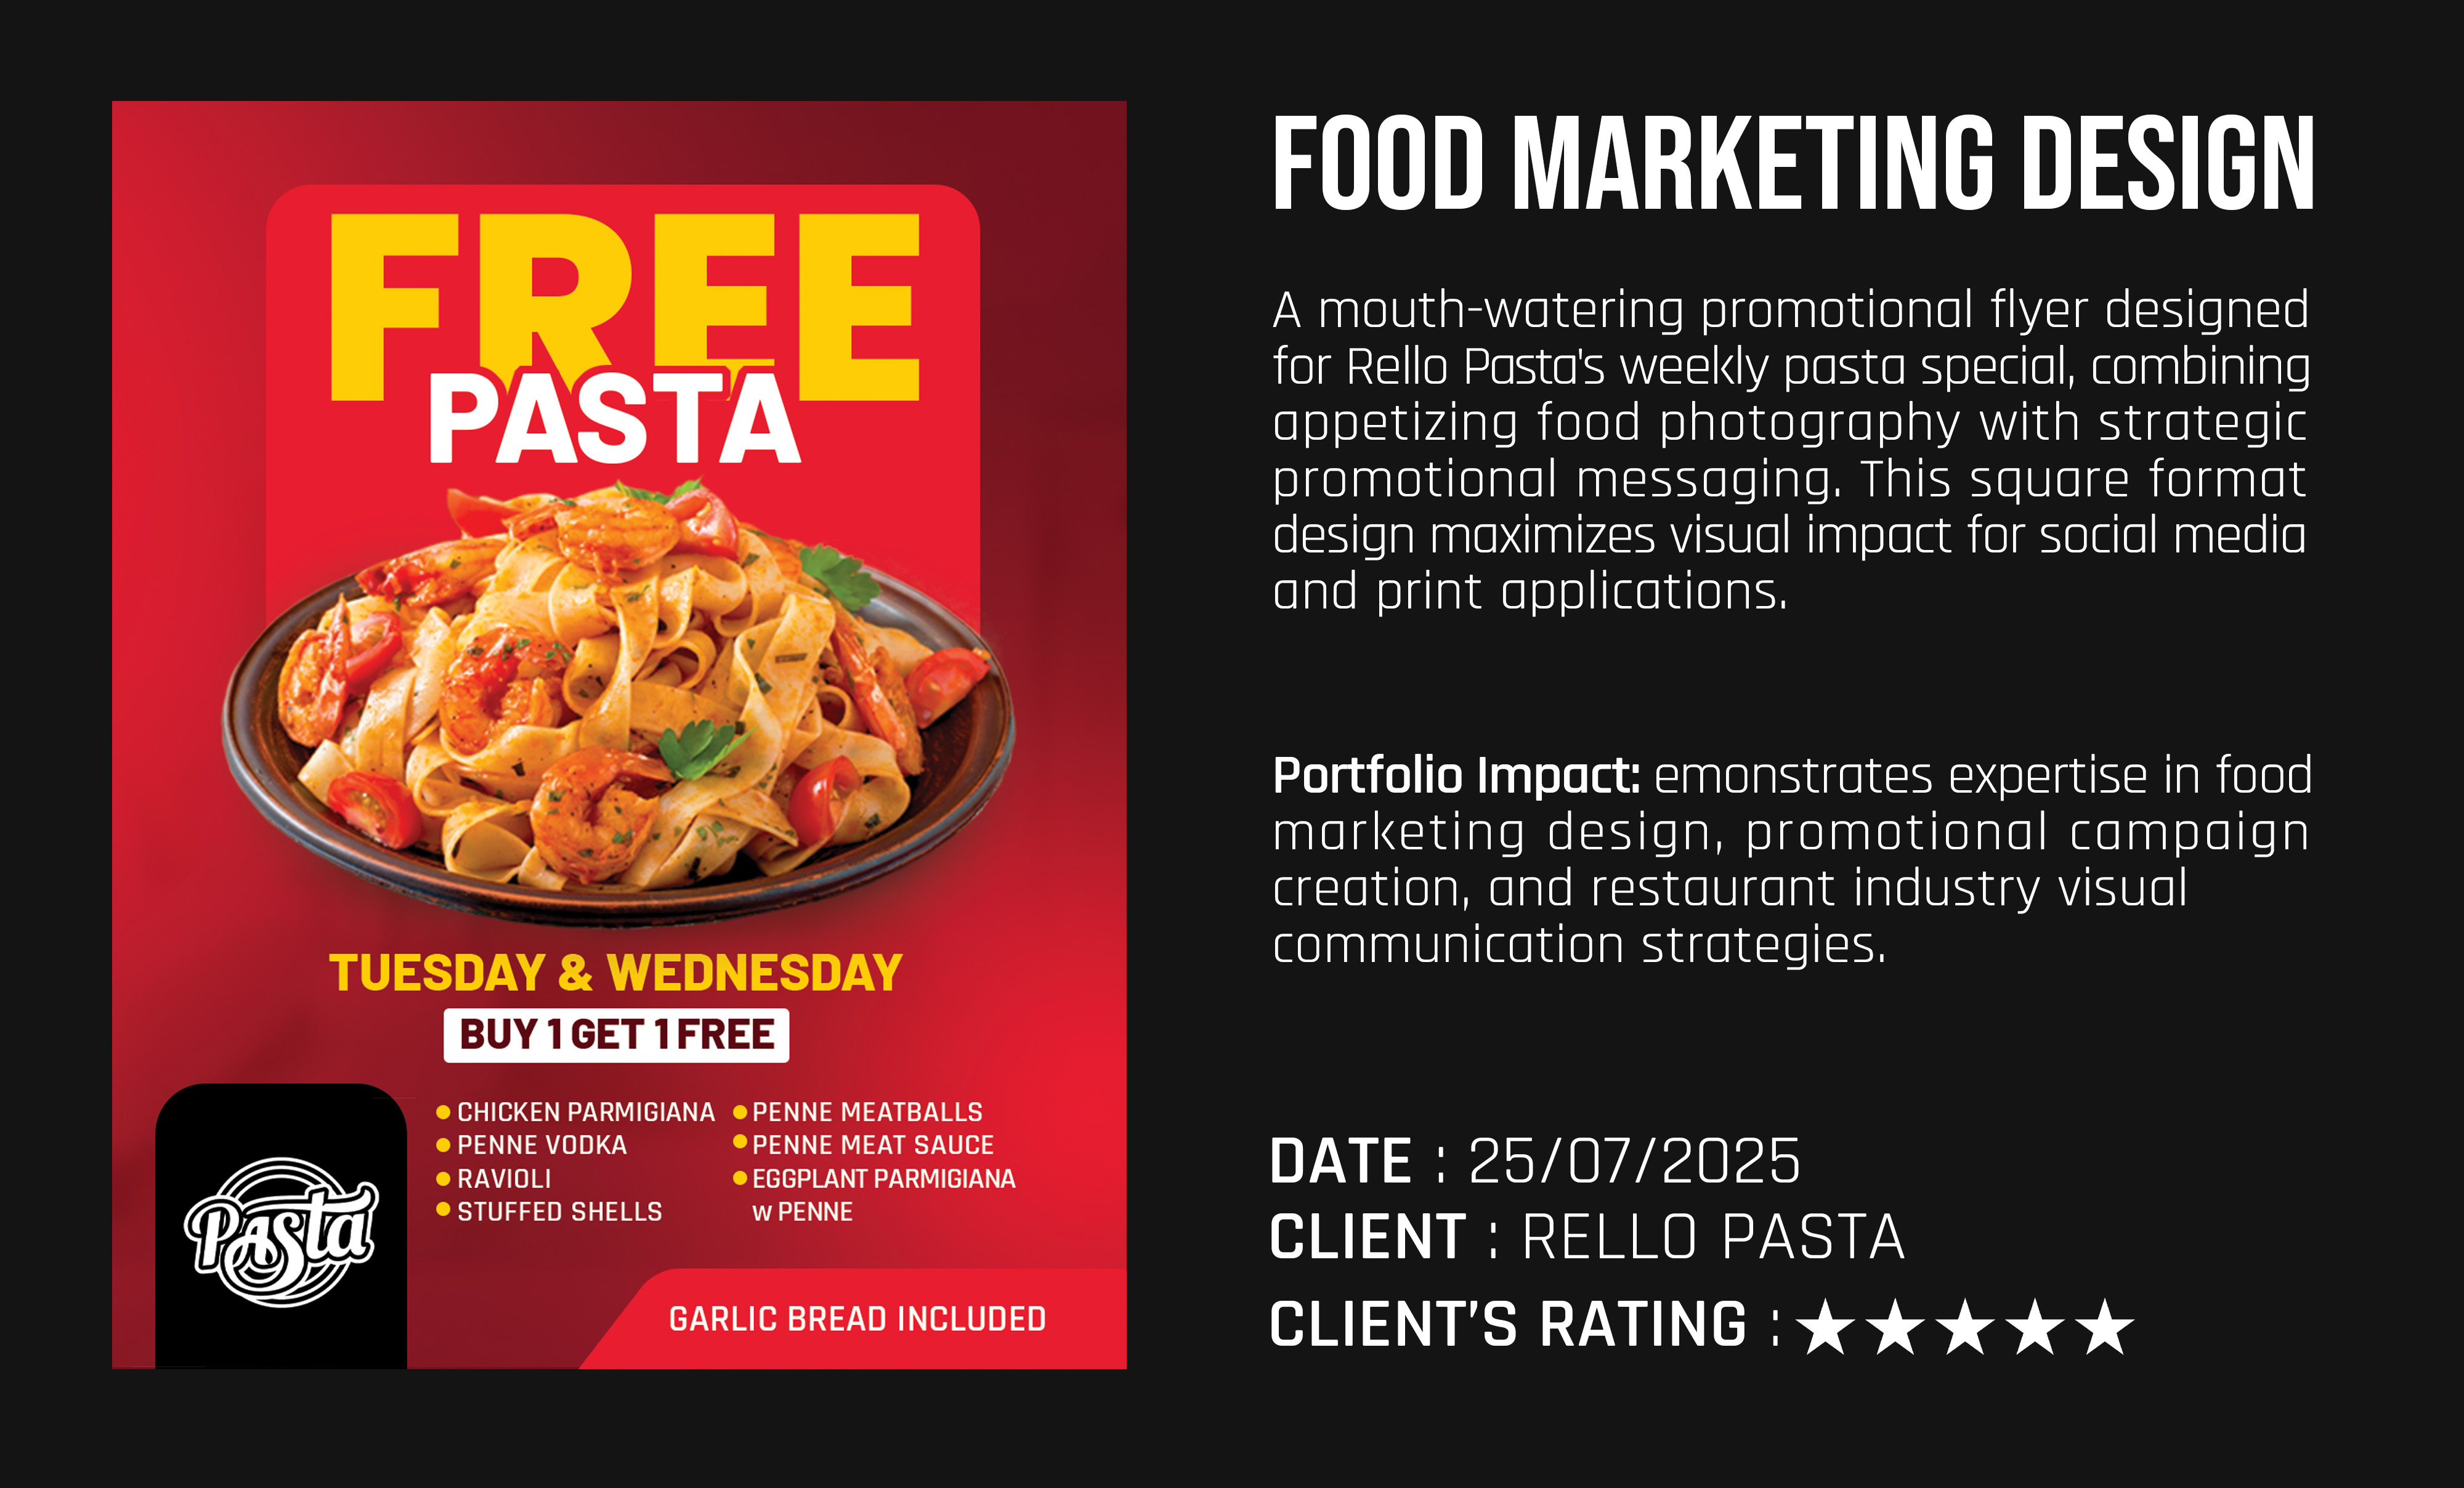 FREE
PASTA
TUESDAY & WEDNESDAY
BUY 1 GET 1 FREE
CHICKEN PARMIGIANA
PENNE VODKA
RAVIOLI
STUFFED SHELLS
PENNE MEATBALLS
PENNE MEAT SAUCE
EGGPLANT PARMIGIANA
w PENNE
Pasta
GARLIC BREAD INCLUDED
FOOD MARKETING DESIGN
A mouth-watering promotional flyer designed
for Rello Pasta's weekly pasta special, combining
appetizing food photography with strategic
promotional messaging. This square format
design maximizes visual impact for social media
and print applications.
Portfolio Impact: emonstrates expertise in food
marketing design, promotional campaign
creation, and restaurant industry visual
communication strategies.
DATE : 25/07/2025
CLIENT : RELLO PASTA
CLIENT'S RATING : ★★★★★